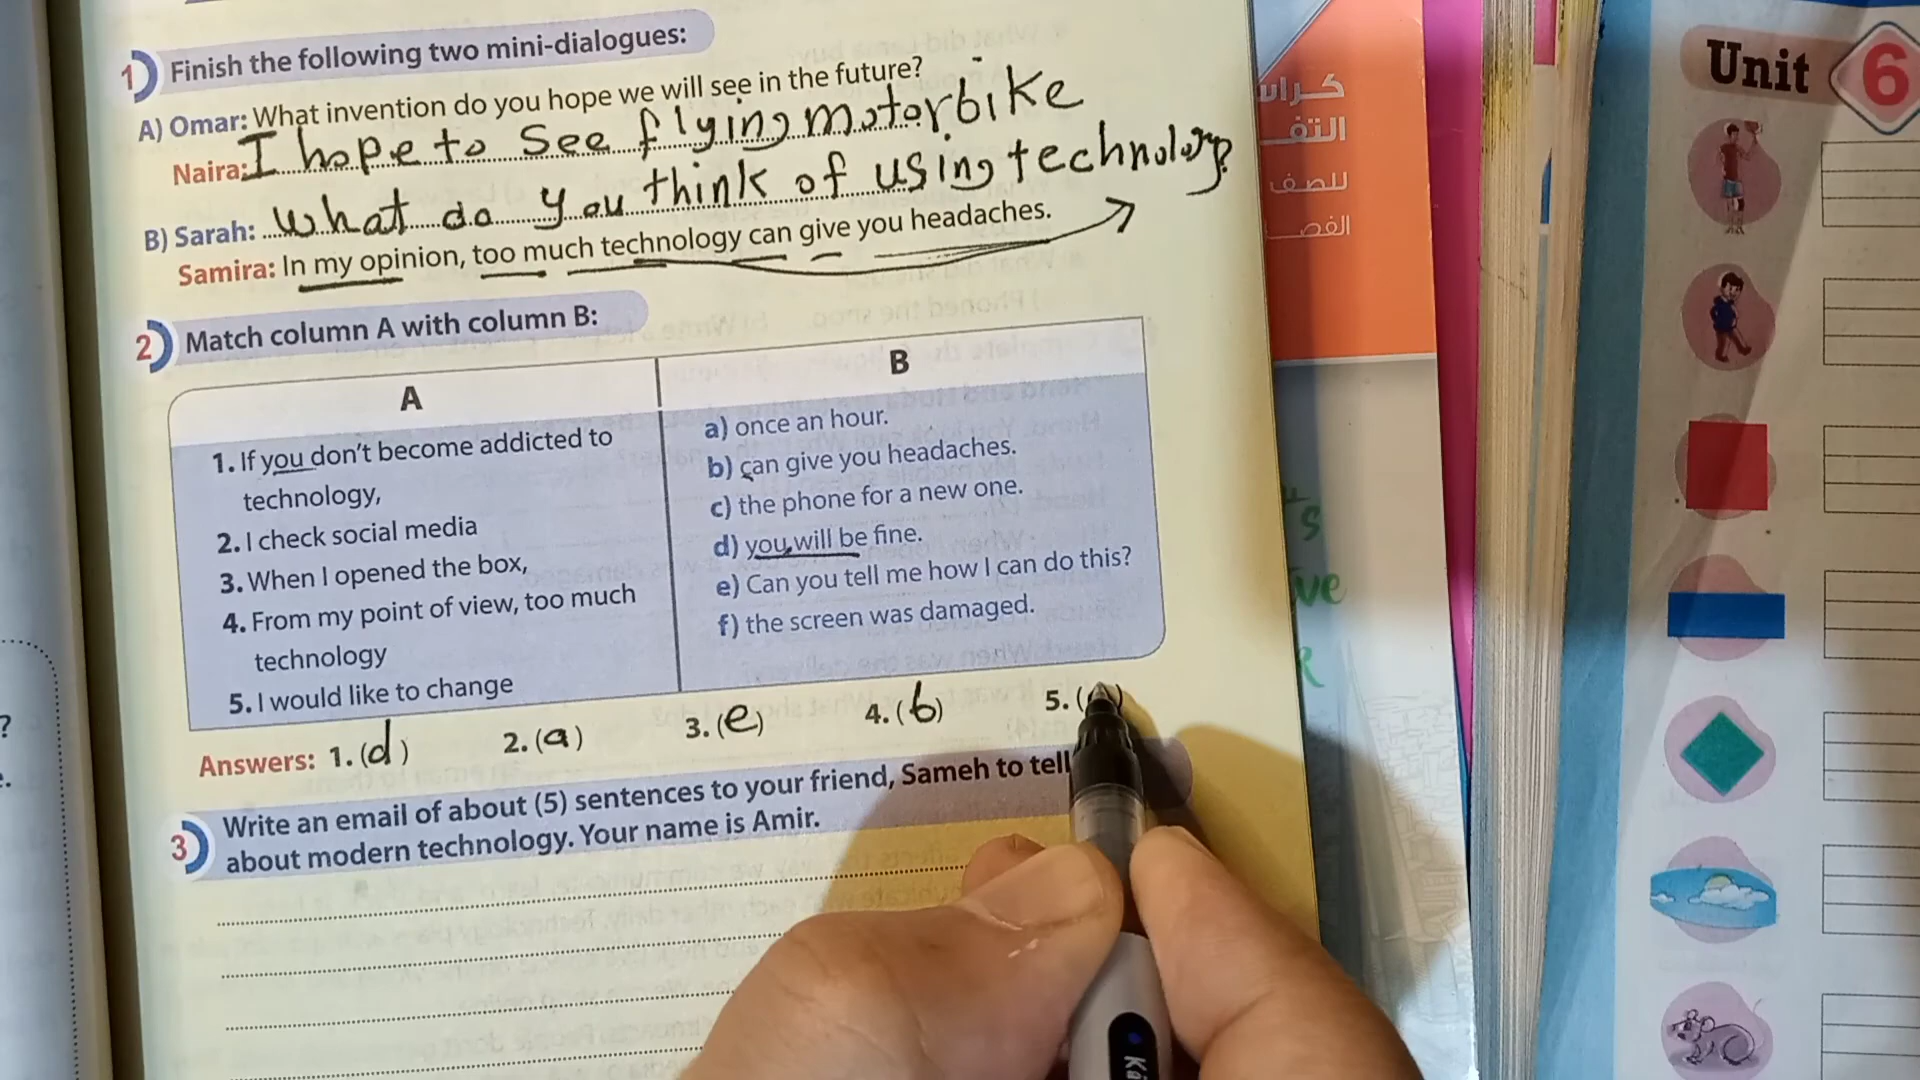 1 Finish the following two mini-dialogues:
A) Omar: What invention do you hope we will see in the future?
Naira: I hope to see flying motorbike
B) Sarah: What do you think of using technology?
Samira: In my opinion, too much technology can give you headaches.
2 Match column A with column B:
A
1. If you don't become addicted to
technology,
2. I check social media
3. When I opened the box,
4. From my point of view, too much
technology
5. I would like to change
B
a) once an hour.
b) can give you headaches.
c) the phone for a new one.
d) you will be fine.
e) Can you tell me how I can do this?
f) the screen was damaged.
Answers: 1. (d) 2. (a) 3. (e) 4. (b) 5. (
3 Write an email of about (5) sentences to your friend, Sameh to tell
about modern technology. Your name is Amir.
للصف
Unit 6